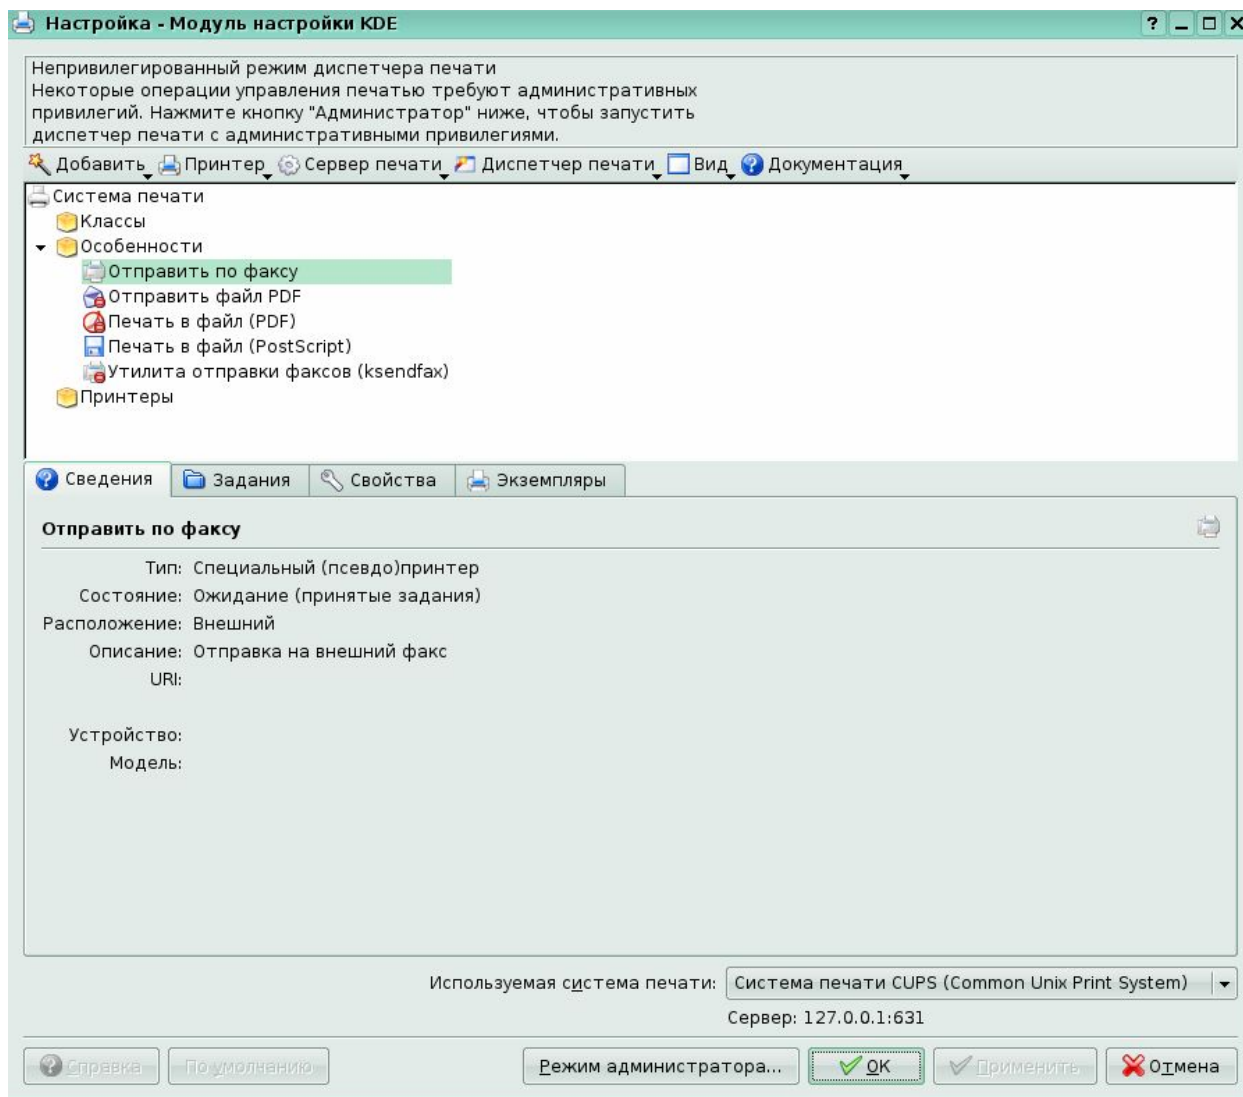 Настройка - Модуль настройки KDE
Непривилегированный режим диспетчера печати
Некоторые операции управления печатью требуют административных
привилегий. Нажмите кнопку "Администратор" ниже, чтобы запустить
диспетчер печати с административными привилегиями.
Добавить Принтер Сервер печати Диспетчер печати Вид Документация
Система печати
Классы
Особенности
Отправить по факсу
Отправить файл PDF
Печать в файл (PDF)
Печать в файл (PostScript)
Утилита отправки факсов (ksendfax)
Принтеры
Сведения Задания Свойства Экземпляры
Отправить по факсу
Тип: Специальный (псевдо)принтер
Состояние: Ожидание (принятые задания)
Расположение: Внешний
Описание: Отправка на внешний факс
URI:
Устройство:
Модель:
Используемая система печати: Система печати CUPS (Common Unix Print System)
Сервер: 127.0.0.1:631
Справка По умолчанию Режим администратора... OK Применить Отмена